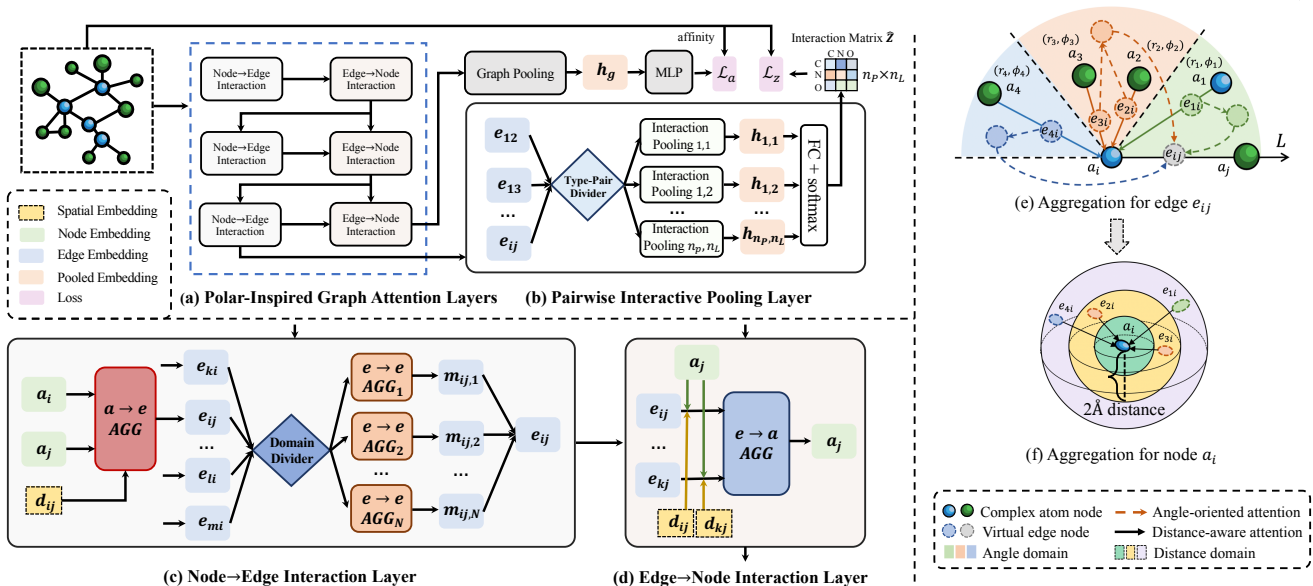 affinity
Interaction Matrix Ẑ
C N O
C
N
O
n_P×n_L
Node→Edge
Interaction
Edge→Node
Interaction
Node→Edge
Interaction
Edge→Node
Interaction
Node→Edge
Interaction
Edge→Node
Interaction
Graph Pooling
h_g
MLP
ℒ_a
ℒ_z
e_12
e_13
...
e_ij
Type-Pair
Divider
Interaction
Pooling 1,1
Interaction
Pooling 1,2
...
Interaction
Pooling n_p, n_L
h_1,1
h_1,2
...
h_{n_P,n_L}
FC + softmax
Spatial Embedding
Node Embedding
Edge Embedding
Pooled Embedding
Loss
(a) Polar-Inspired Graph Attention Layers
(b) Pairwise Interactive Pooling Layer
a_i
a_j
d_ij
a → e
AGG
e_ki
e_ij
...
e_li
e_mi
Domain
Divider
e → e
AGG_1
e → e
AGG_2
...
e → e
AGG_N
m_ij,1
m_ij,2
...
m_ij,N
e_ij
(c) Node→Edge Interaction Layer
a_j
e_ij
...
e_kj
d_ij
d_kj
e → a
AGG
a_j
(d) Edge→Node Interaction Layer
(r_3, ϕ_3)
a_3
(r_2, ϕ_2)
a_2
(r_4, ϕ_4)
a_4
(r_1, ϕ_1)
a_1
e_4i
e_3i
e_2i
e_1i
e_ij
L
a_i
a_j
(e) Aggregation for edge e_ij
e_4i
e_2i
e_1i
a_i
e_3i
2Å distance
(f) Aggregation for node a_i
Complex atom node
Angle-oriented attention
Virtual edge node
Distance-aware attention
Angle domain
Distance domain